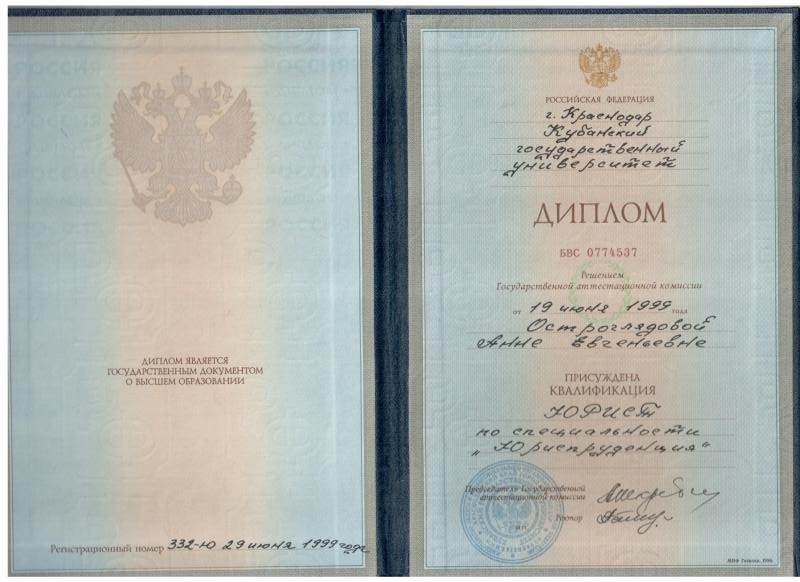 ДИПЛОМ ЯВЛЯЕТСЯ
ГОСУДАРСТВЕННЫМ ДОКУМЕНТОМ
О ВЫСШЕМ ОБРАЗОВАНИИ
Регистрационный номер 332-Ю 29 июня 1999 года
РОССИЙСКАЯ ФЕДЕРАЦИЯ
г. Краснодар
Кубанский
государственный
университет
ДИПЛОМ
БВС 0774537
Решением
Государственной аттестационной комиссии
от 19 июня 1999 года
Остроглядовой
Анне Евгеньевне
ПРИСУЖДЕНА
КВАЛИФИКАЦИЯ
ЮРИСТ
по специальности
„Юриспруденция"
Председатель Государственной
аттестационной комиссии
Ректор